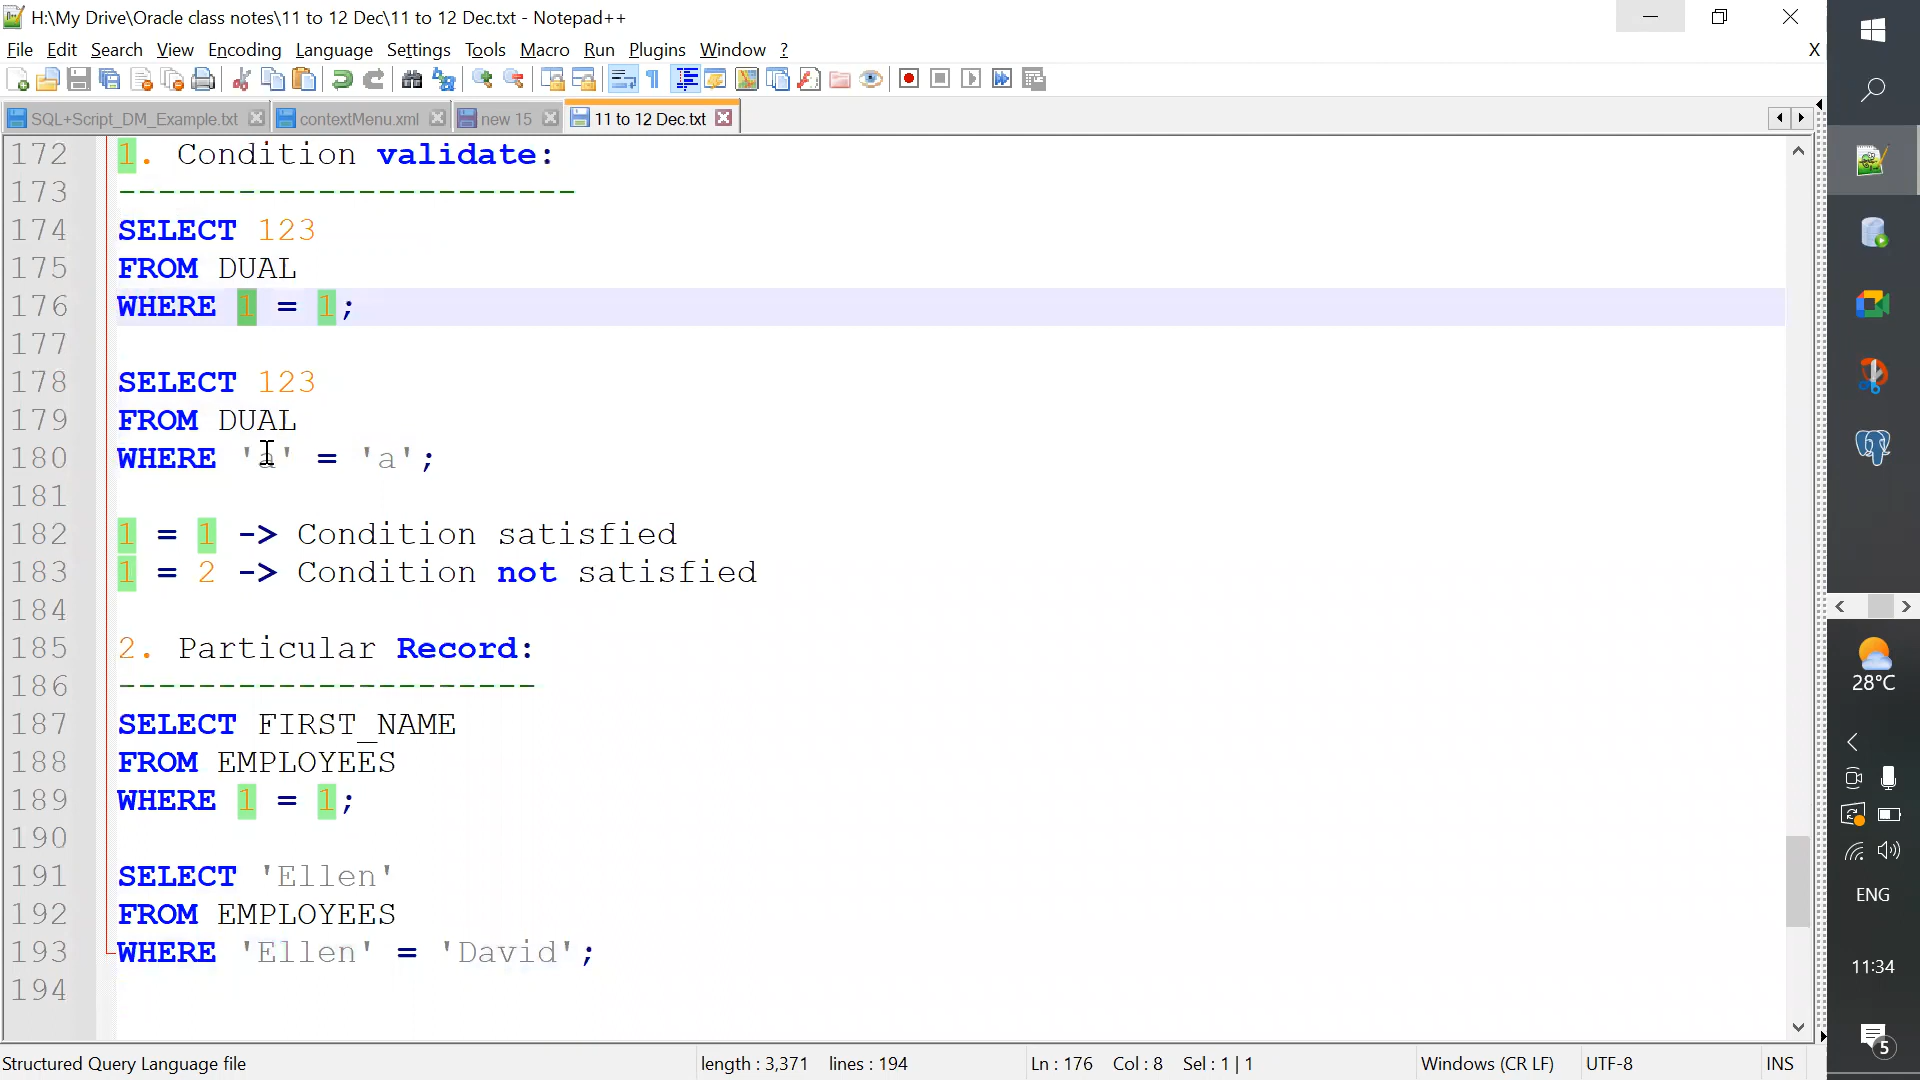 H:\My Drive\Oracle class notes\11 to 12 Dec\11 to 12 Dec.txt - Notepad++
File Edit Search View Encoding Language Settings Tools Macro Run Plugins Window ? X
SQL+Script_DM_Example.txt contextMenu.xml new 15 11 to 12 Dec.txt
172 1. Condition validate:
173 -----------------------
174 SELECT 123
175 FROM DUAL
176 WHERE 1 = 1;
177
178 SELECT 123
179 FROM DUAL
180 WHERE 'a' = 'a';
181
182 1 = 1 -> Condition satisfied
183 1 = 2 -> Condition not satisfied
184
185 2. Particular Record:
186 ---------------------
187 SELECT FIRST_NAME
188 FROM EMPLOYEES
189 WHERE 1 = 1;
190
191 SELECT 'Ellen'
192 FROM EMPLOYEES
193 WHERE 'Ellen' = 'David';
194
Structured Query Language file length : 3,371 lines : 194 Ln : 176 Col : 8 Sel : 1 | 1 Windows (CR LF) UTF-8 INS
28°C
ENG
11:34
5